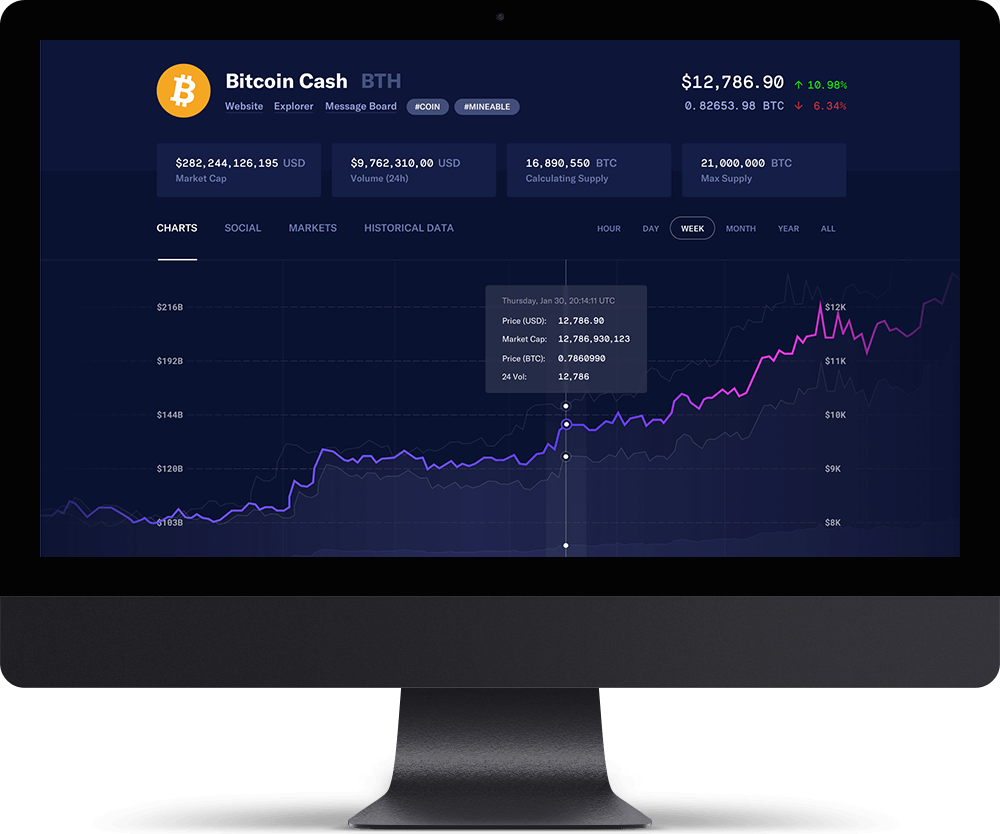 Bitcoin Cash BTH
Website Explorer Message Board #COIN #MINEABLE
$12,786.90 ↑ 10.98%
0.82653.98 BTC ↓ 6.34%
$282,244,126,195 USD
Market Cap
$9,762,310,00 USD
Volume (24h)
16,890,550 BTC
Calculating Supply
21,000,000 BTC
Max Supply
CHARTS SOCIAL MARKETS HISTORICAL DATA
HOUR DAY WEEK MONTH YEAR ALL
Thursday, Jan 30, 20:14:11 UTC
Price (USD): 12,786.90
Market Cap: 12,786,930,123
Price (BTC): 0.7860990
24 Vol: 12,786
$216B
$192B
$144B
$120B
$103B
$12K
$11K
$10K
$9K
$8K